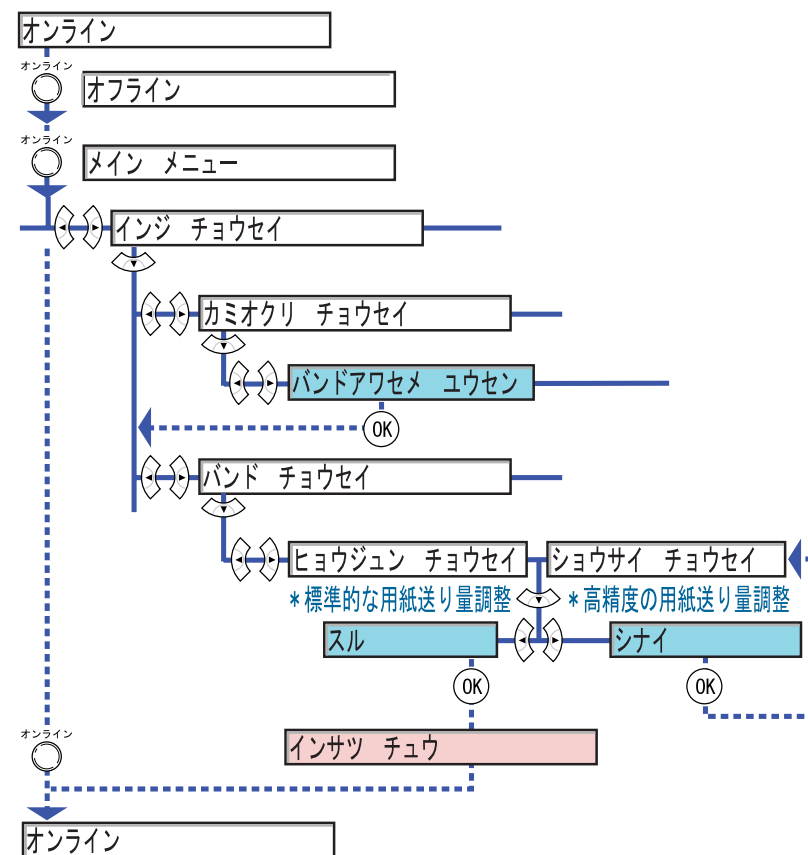 オンライン
オンライン
オフライン
オンライン
メイン　メニュー
インジ　チョウセイ
カミオクリ　チョウセイ
バンドアワセメ　ユウセン
OK
バンド　チョウセイ
ヒョウジュン　チョウセイ
ショウサイ　チョウセイ
＊標準的な用紙送り量調整
＊高精度の用紙送り量調整
スル
シナイ
OK
OK
インサツ　チュウ
オンライン
オンライン